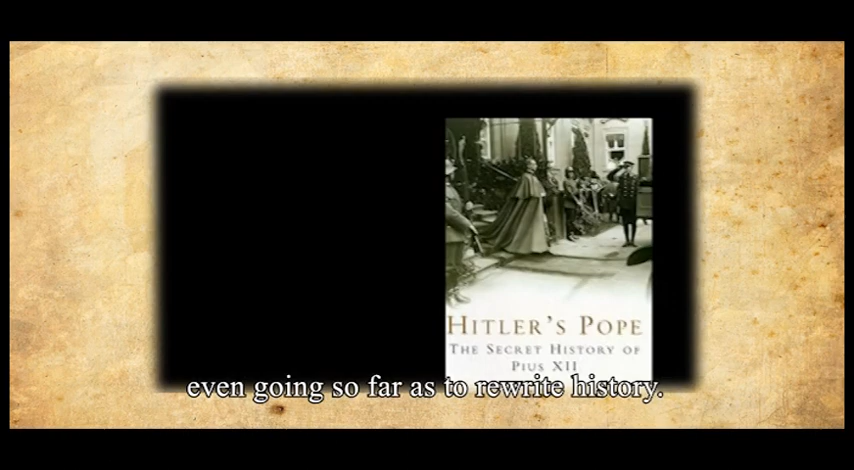 HITLER'S POPE
THE SECRET HISTORY OF
PIUS XII
even going so far as to rewrite history.